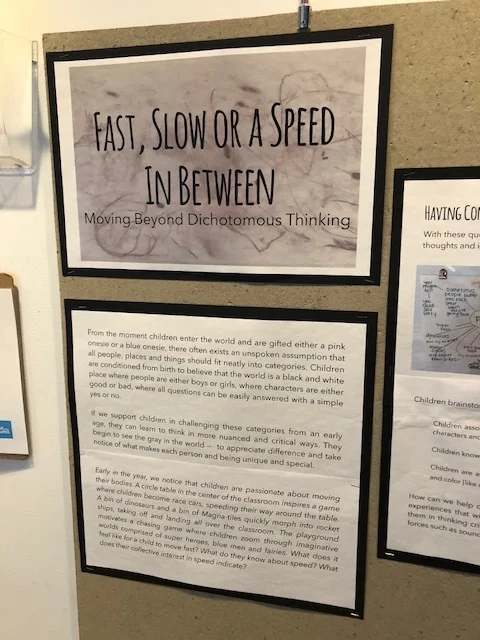 FAST, SLOW OR A SPEED
IN BETWEEN
Moving Beyond Dichotomous Thinking
From the moment children enter the world and are gifted either a pink
onesie or a blue onesie, there often exists an unspoken assumption that
all people, places and things should fit neatly into categories. Children
are conditioned from birth to believe that the world is a black and white
place where people are either boys or girls, where characters are either
good or bad, where all questions can be easily answered with a simple
yes or no.
If we support children in challenging these categories from an early
age, they can learn to think in more nuanced and critical ways. They
begin to see the grey in the world -- to appreciate difference and take
notice of what makes each person and being unique and special.
Early in the year, we notice that children are passionate about moving
their bodies. A circle table in the center of the classroom inspires a game
where children become race cars, speeding their way around the table.
A bin of dinosaurs and a bin of Magna-tiles quickly morph into rocket
ships, taking off and landing all over the classroom. The playground
motivates a chasing game where children zoom through imaginative
worlds comprised of super heroes, blue men and fairies. What does it
feel like for a child to move fast? What do they know about speed? What
does their collective interest in speed indicate?
HAVING CON
With these qu
thoughts and i
Children brainsto
Children asso
characters and
Children know
Children are a
and color (like
How can we help c
experiences that w
them in thinking cri
forces such as soun